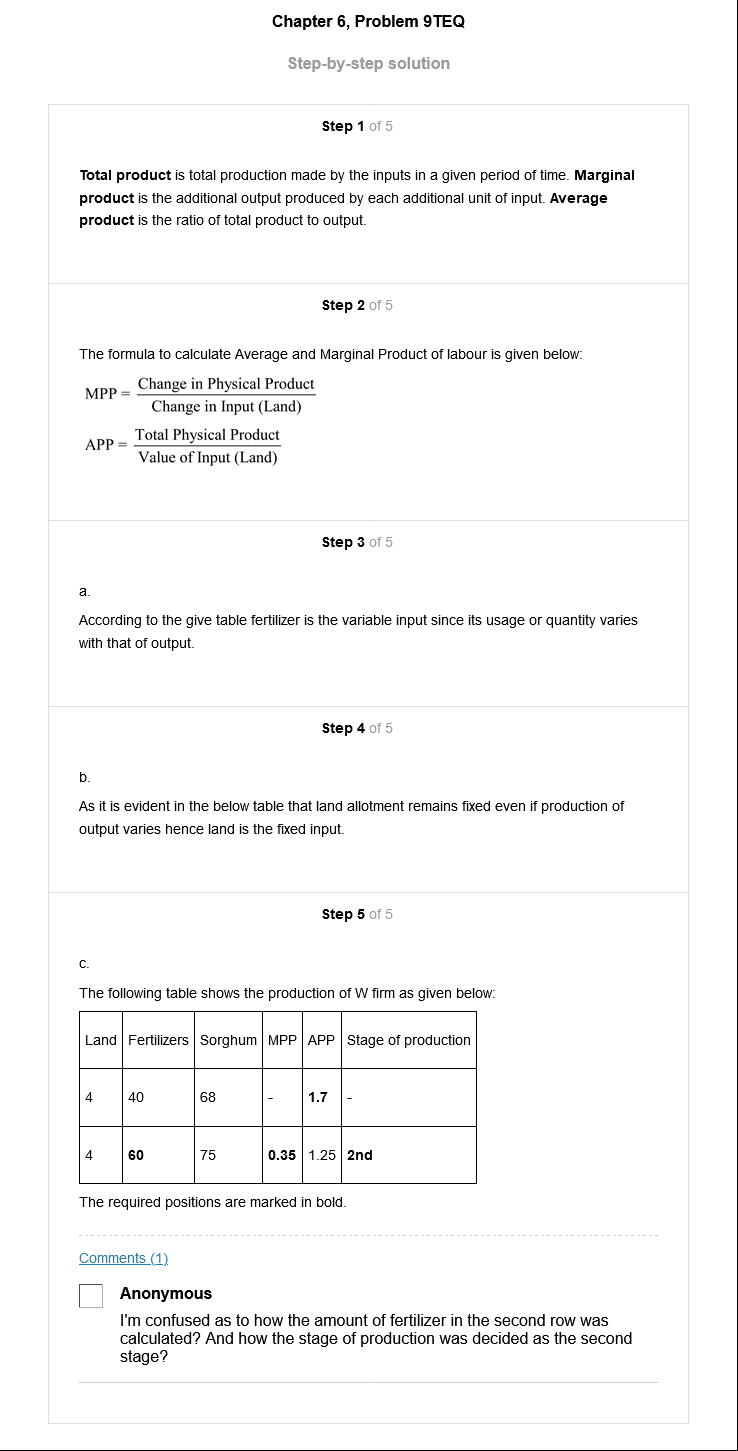 Chapter 6, Problem 9TEQ
Step-by-step solution
Step 1 of 5
Total product is total production made by the inputs in a given period of time. Marginal
product is the additional output produced by each additional unit of input. Average
product is the ratio of total product to output.
Step 2 of 5
The formula to calculate Average and Marginal Product of labour is given below:
MPP = Change in Physical Product / Change in Input (Land)
APP = Total Physical Product / Value of Input (Land)
Step 3 of 5
a.
According to the give table fertilizer is the variable input since its usage or quantity varies
with that of output.
Step 4 of 5
b.
As it is evident in the below table that land allotment remains fixed even if production of
output varies hence land is the fixed input.
Step 5 of 5
c.
The following table shows the production of W firm as given below:
Land Fertilizers Sorghum MPP APP Stage of production
4 40 68 - 1.7 -
4 60 75 0.35 1.25 2nd
The required positions are marked in bold.
Comments (1)
Anonymous
I'm confused as to how the amount of fertilizer in the second row was
calculated? And how the stage of production was decided as the second
stage?